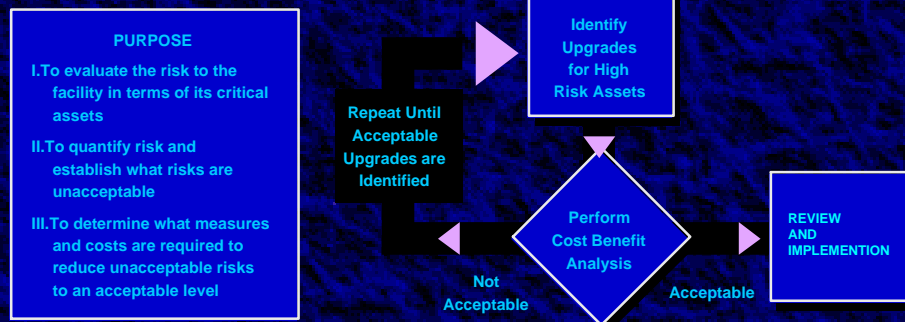 PURPOSE
I.To evaluate the risk to the
facility in terms of its critical
assets
II.To quantify risk and
establish what risks are
unacceptable
III.To determine what measures
and costs are required to
reduce unacceptable risks
to an acceptable level
Repeat Until
Acceptable
Upgrades are
Identified
Identify
Upgrades
for High
Risk Assets
Perform
Cost Benefit
Analysis
Not
Acceptable
Acceptable
REVIEW
AND
IMPLEMENTION